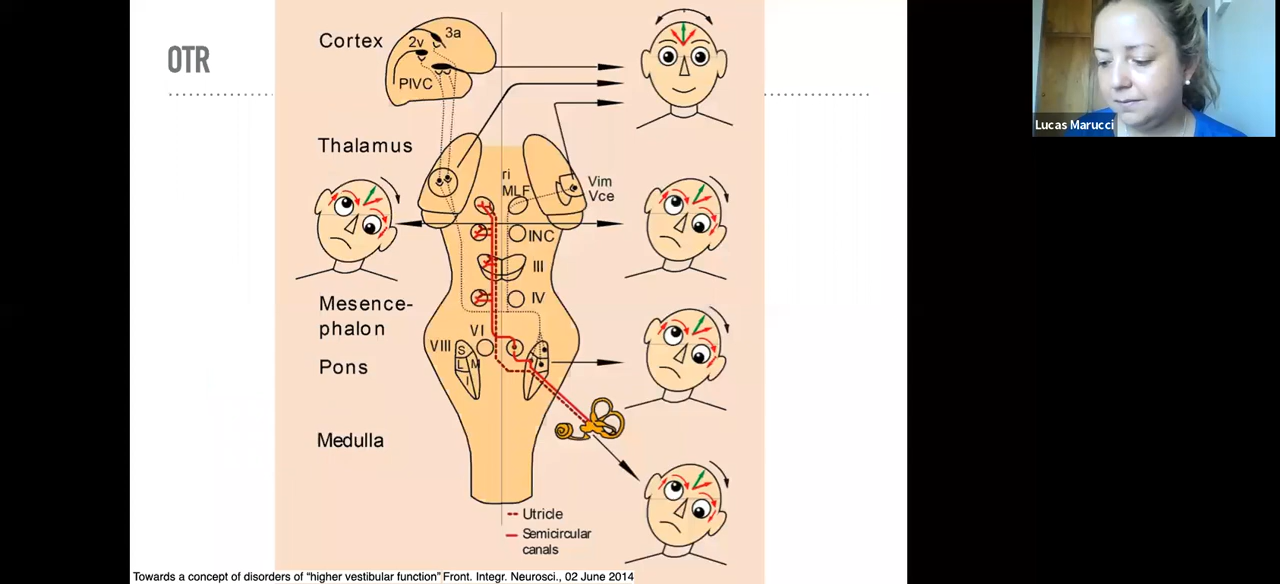 OTR
Cortex
3a
2v
PIVC
Thalamus
ri
MLF
Vim
Vce
INC
III
IV
Mesence-
phalon
VI
VIII
S
L
M
I
Pons
Medulla
Utricle
Semicircular
canals
Towards a concept of disorders of “higher vestibular function” Front. Integr. Neurosci., 02 June 2014
Lucas Marucci